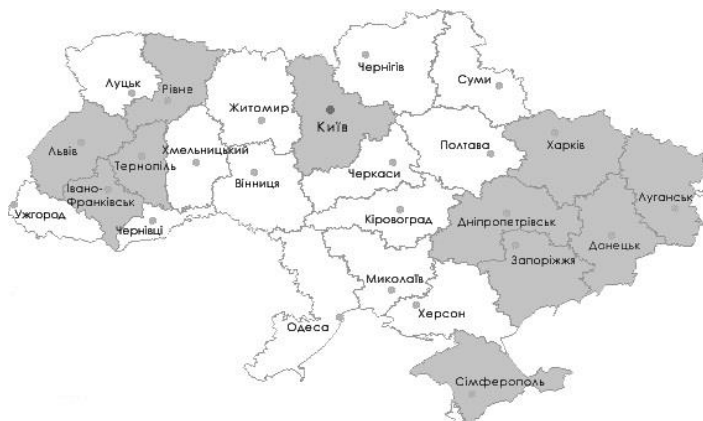 Чернігів
Луцьк
Рівне
Суми
Житомир
Київ
Львів
Тернопіль
Хмельницький
Полтава
Харків
Вінниця
Черкаси
Івано-
Франківськ
Луганськ
Ужгород
Чернівці
Кіровоград
Дніпропетрівськ
Донецьк
Запоріжжя
Миколаїв
Одеса
Херсон
Сімферополь